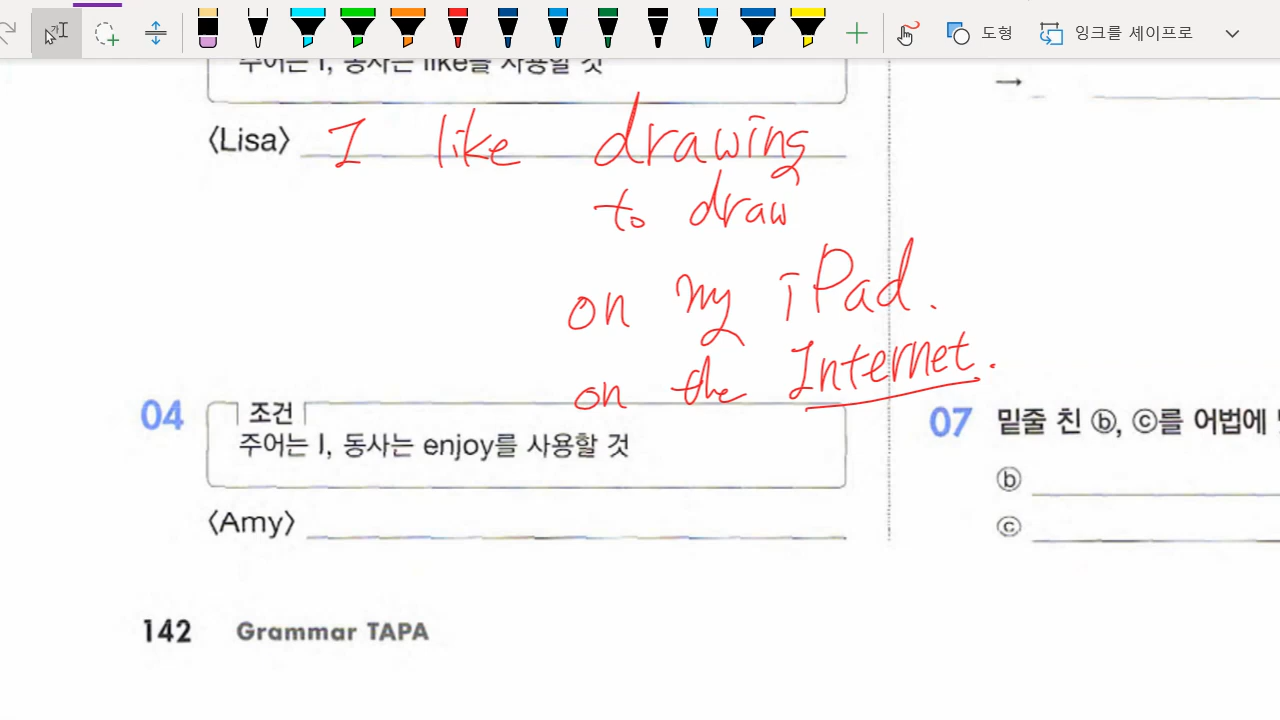 도형
잉크를 셰이프로
주어는 I, 동사는 like를 사용할 것
〈Lisa〉 I like drawing
to draw
on my iPad.
on the Internet.
04 조건
주어는 I, 동사는 enjoy를 사용할 것
〈Amy〉
142 Grammar TAPA
→
07 밑줄 친 ⓑ, ⓒ를 어법에
ⓑ
ⓒ